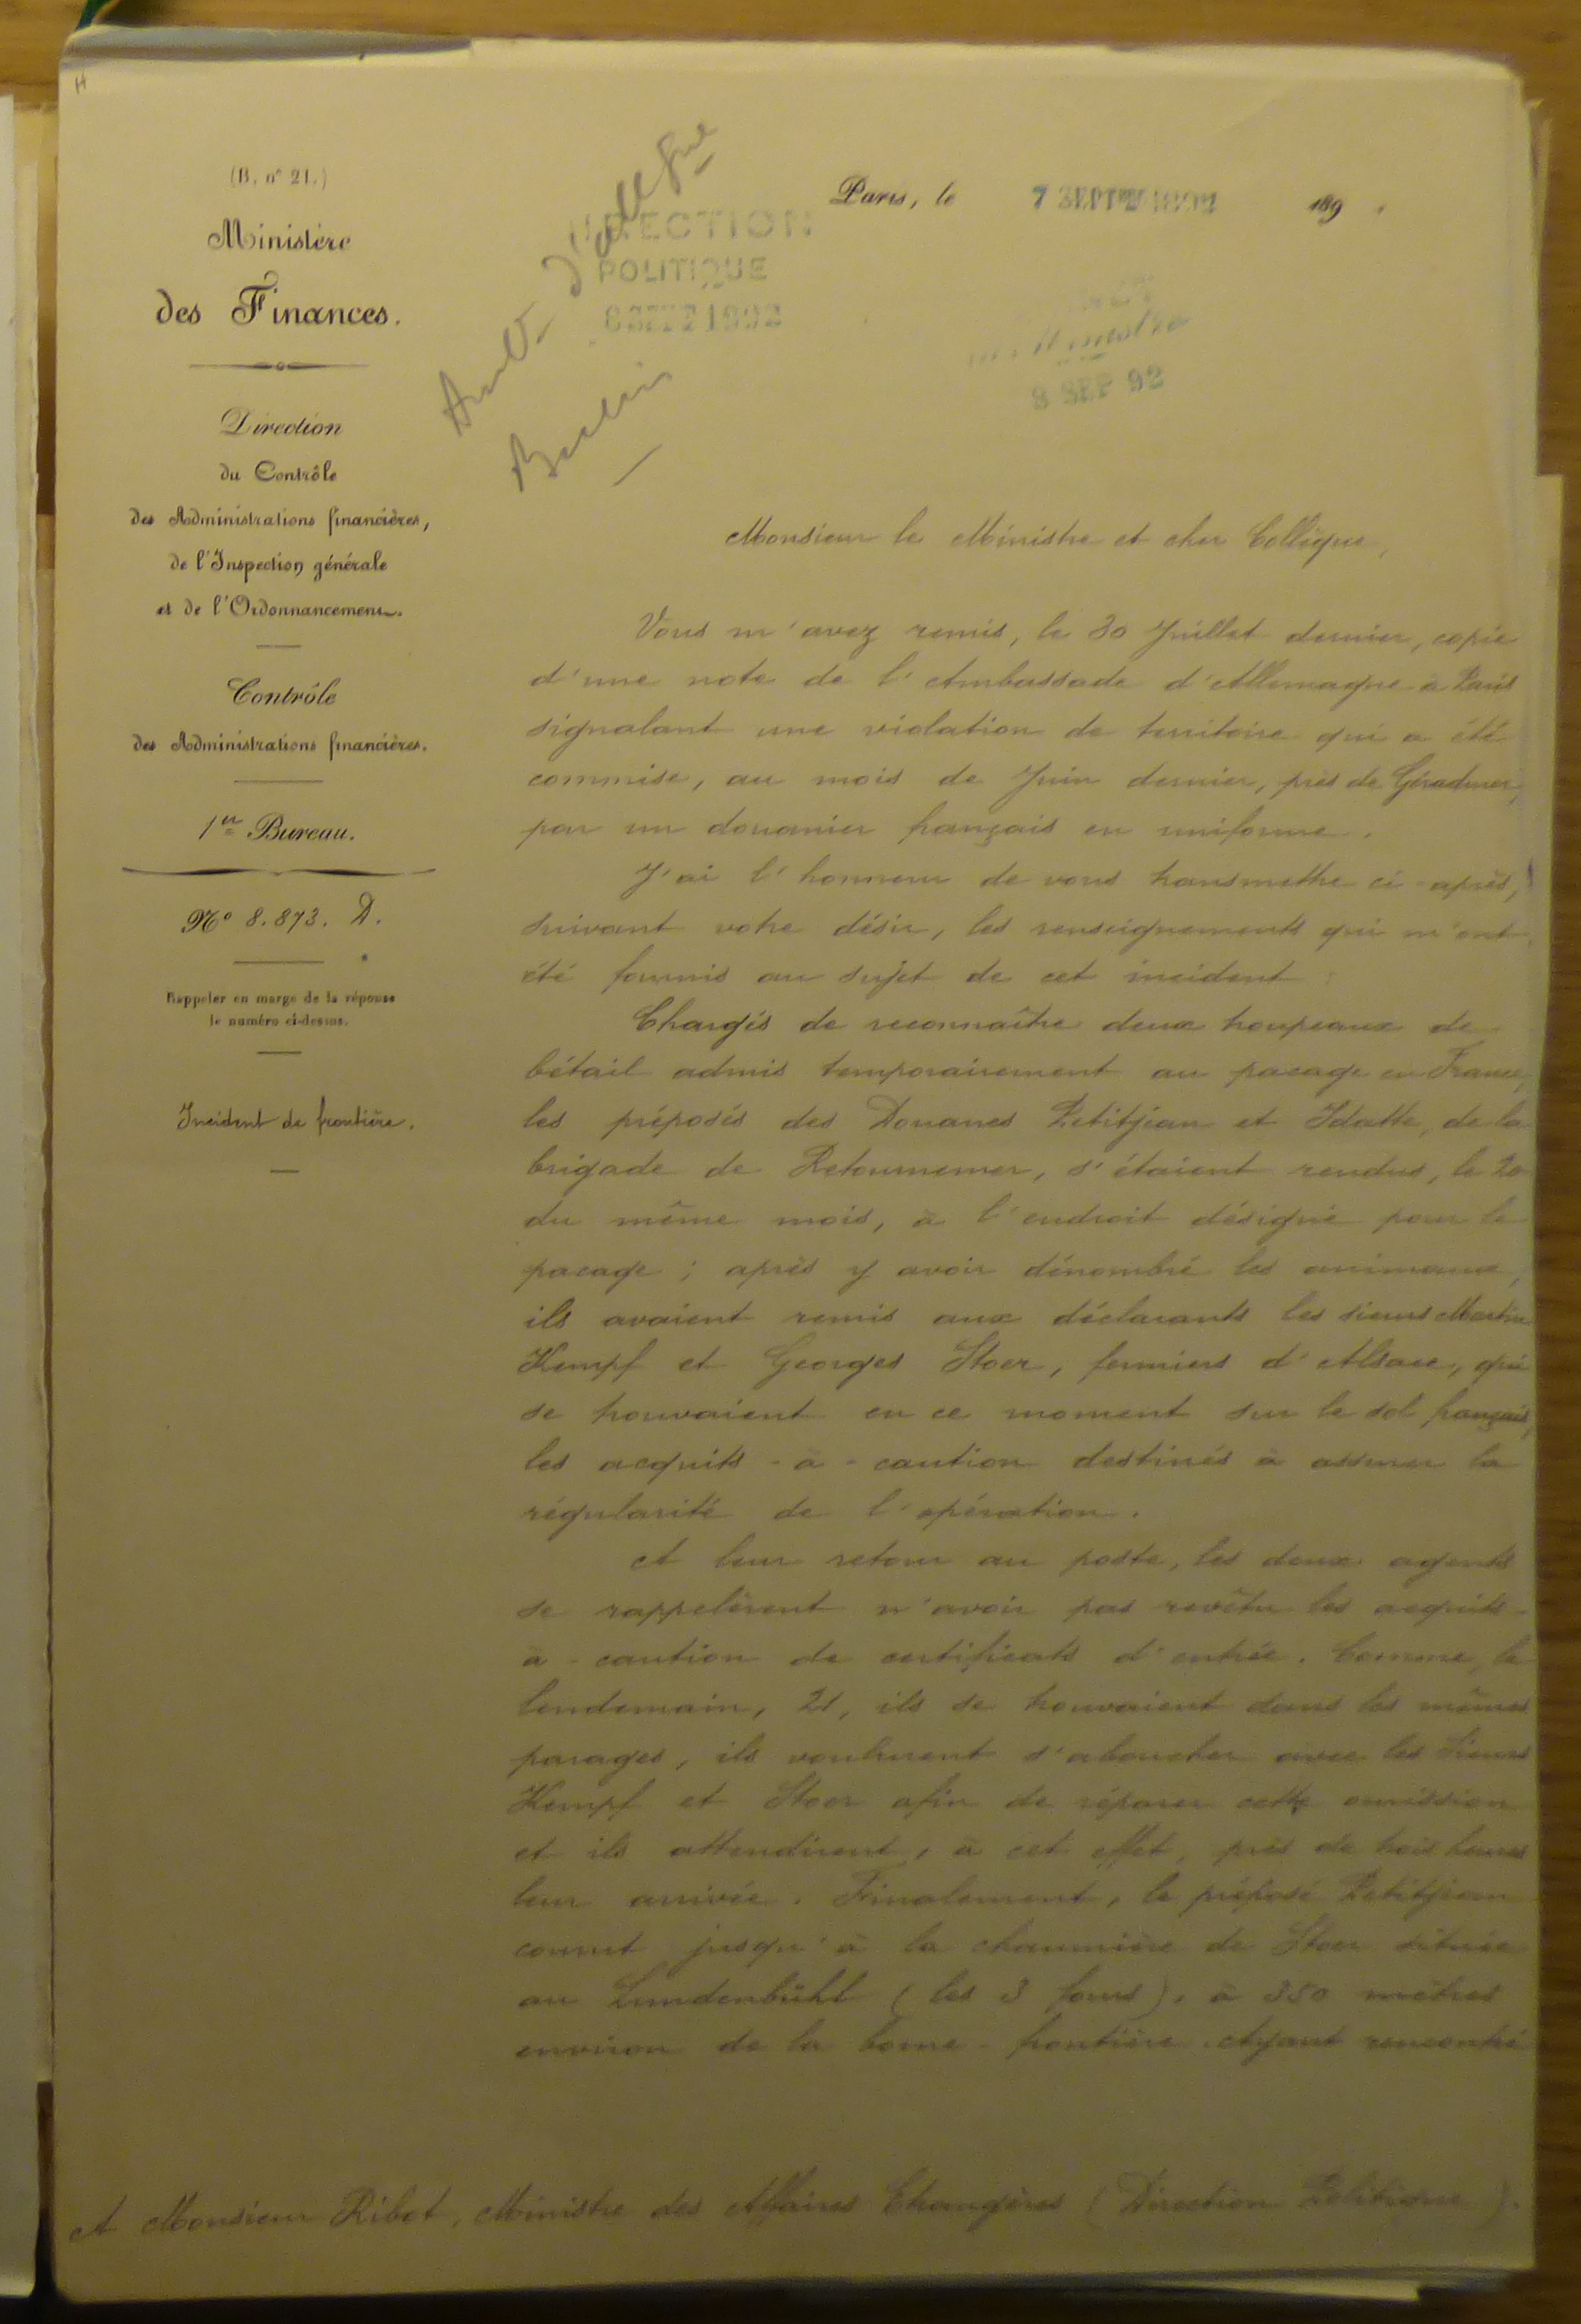 H
(B. n° 21.)
Ministère
des Finances.
Direction
du Contrôle
des Administrations financières,
de l'Inspection générale
et de l'Ordonnancement.
Contrôle
des Administrations financières.
1er Bureau.
N° 8.873. D.
Rappeler en marge de la réponse
le numéro ci-dessus.
Incident de frontière.
Amb. d'Allegne
Berlin
DIRECTION
POLITIQUE
8 SEPT 1892
Paris, le 7 SEPT 1892 189 .
8 SEP 92
Monsieur le Ministre et cher Collègue,
Vous m'avez remis, le 30 Juillet dernier, copie
d'une note de l'Ambassade d'Allemagne à Paris
signalant une violation de territoire qui a été
commise, au mois de Juin dernier, près de Gérardmer,
par un douanier français en uniforme.
J'ai l'honneur de vous transmettre ci-après,
suivant votre désir, les renseignements qui m'ont
été fournis au sujet de cet incident :
Chargés de reconnaître deux troupeaux de
bétail admis temporairement au pacage en France,
les préposés des Douanes Petitjean et Idatte, de la
brigade de Retournemer, s'étaient rendus, le 20
du même mois, à l'endroit désigné pour le
pacage ; après y avoir dénombré les animaux,
ils avaient remis aux déclarants les sieurs Martin
Kempf et Georges Stoer, fermiers d'Alsace, qui
se trouvaient en ce moment sur le sol français,
les acquits-à-caution destinés à assurer la
régularité de l'opération.
A leur retour au poste, les deux agents
se rappelèrent n'avoir pas revêtu les acquits-
à-caution de certificats d'entrée. Comme, le
lendemain, 21, ils se trouvaient dans les mêmes
parages, ils voulurent s'aboucher avec les Sieurs
Kempf et Stoer afin de réparer cette omission
et ils attendirent, à cet effet, près de trois heures
leur arrivée. Finalement, le préposé Petitjean
courut jusqu'à la chaumière de Stoer située
au Lundenbühl (les 3 fours), à 350 mètres
environ de la borne-frontière. Ayant rencontré
A Monsieur Ribot, Ministre des Affaires Etrangères (Direction Politique).